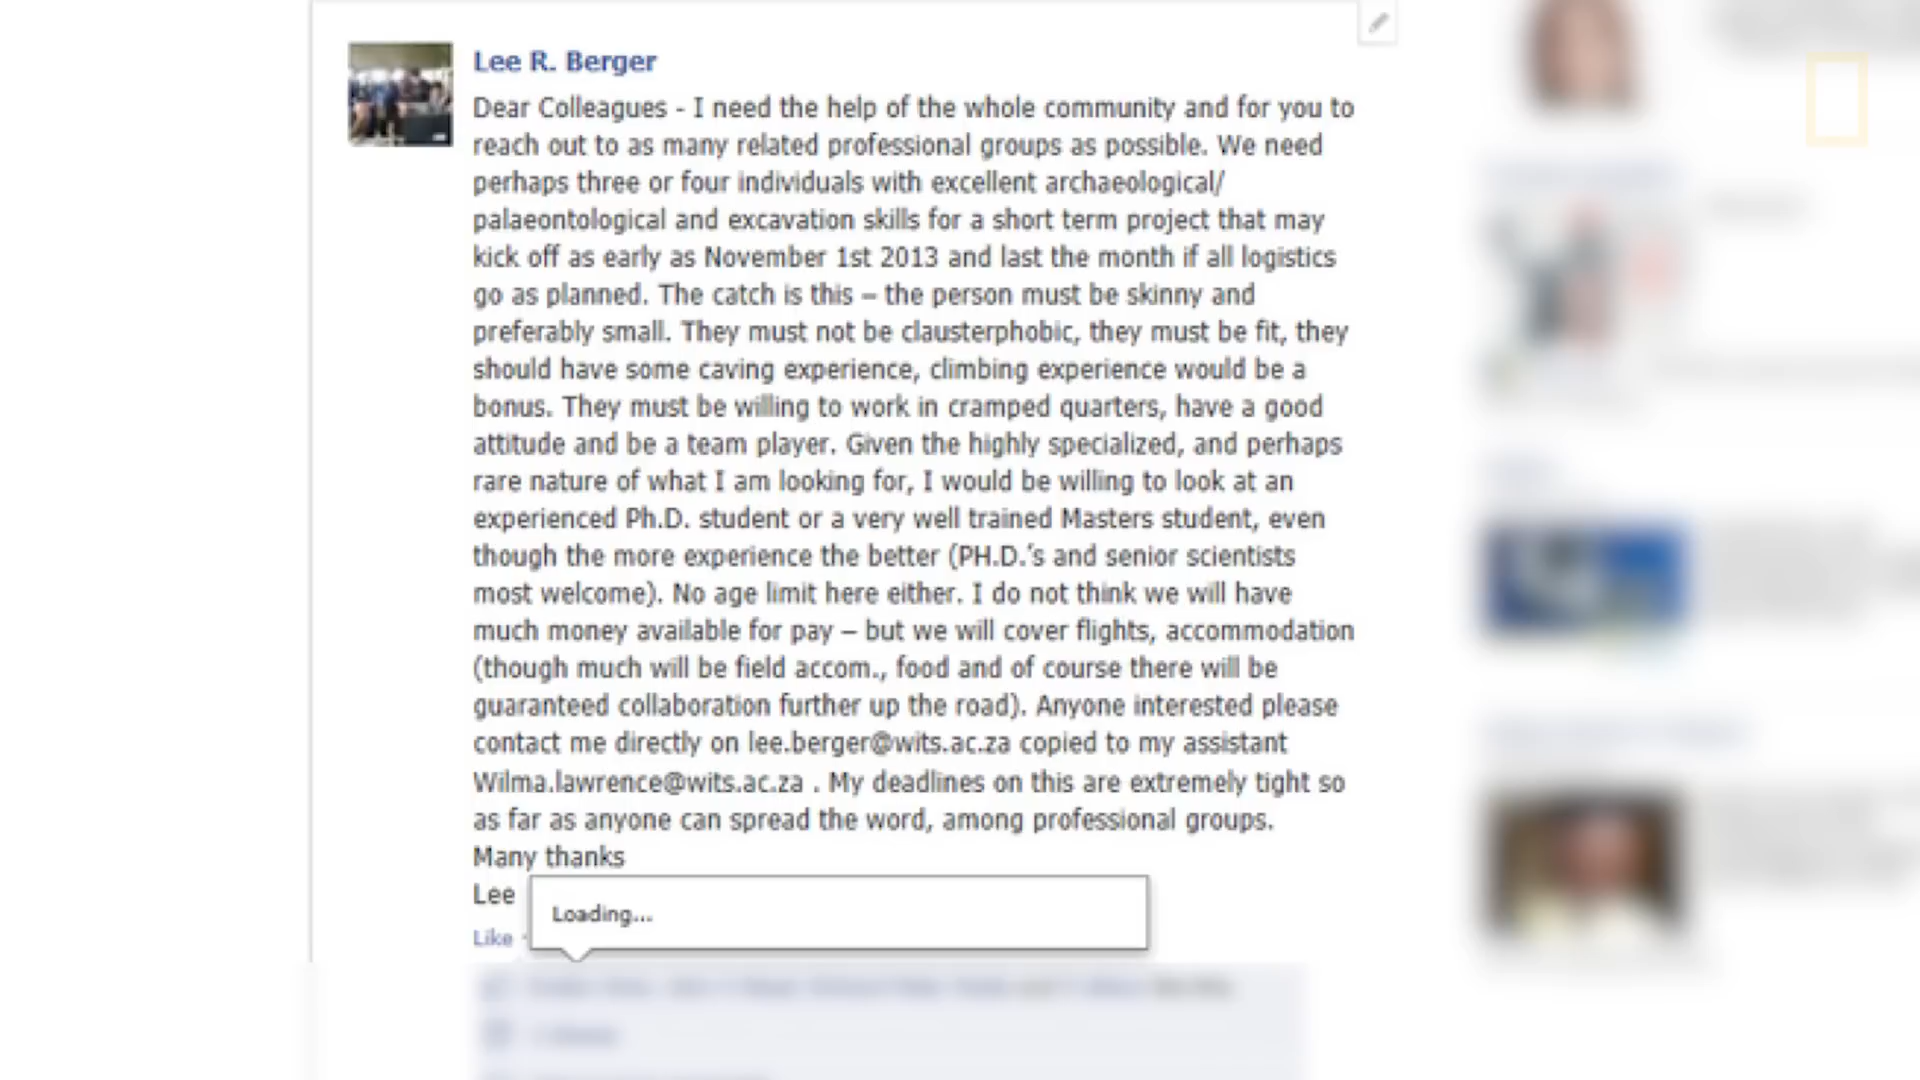 Lee R. Berger
Dear Colleagues - I need the help of the whole community and for you to
reach out to as many related professional groups as possible. We need
perhaps three or four individuals with excellent archaeological/
palaeontological and excavation skills for a short term project that may
kick off as early as November 1st 2013 and last the month if all logistics
go as planned. The catch is this – the person must be skinny and
preferably small. They must not be clausterphobic, they must be fit, they
should have some caving experience, climbing experience would be a
bonus. They must be willing to work in cramped quarters, have a good
attitude and be a team player. Given the highly specialized, and perhaps
rare nature of what I am looking for, I would be willing to look at an
experienced Ph.D. student or a very well trained Masters student, even
though the more experience the better (PH.D.’s and senior scientists
most welcome). No age limit here either. I do not think we will have
much money available for pay – but we will cover flights, accommodation
(though much will be field accom., food and of course there will be
guaranteed collaboration further up the road). Anyone interested please
contact me directly on lee.berger@wits.ac.za copied to my assistant
Wilma.lawrence@wits.ac.za . My deadlines on this are extremely tight so
as far as anyone can spread the word, among professional groups.
Many thanks
Lee
Loading...
Like